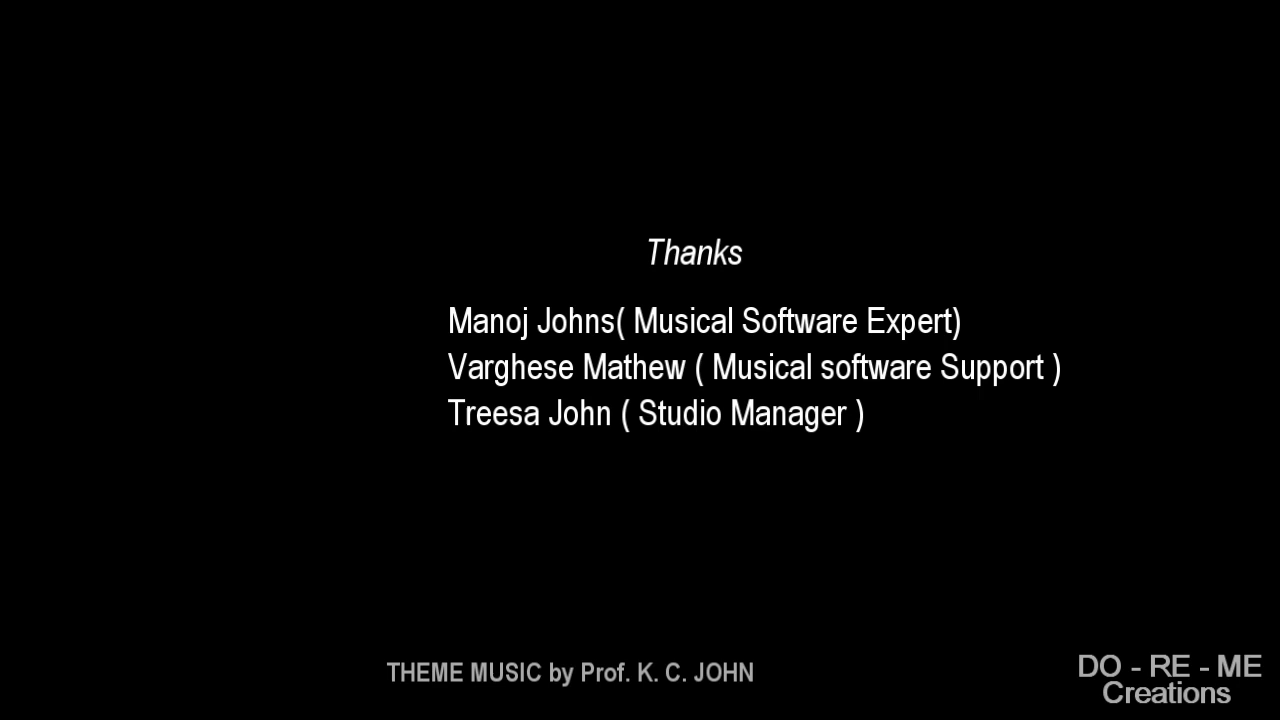 Thanks
Manoj Johns( Musical Software Expert)
Varghese Mathew ( Musical software Support )
Treesa John ( Studio Manager )
THEME MUSIC by Prof. K. C. JOHN
DO - RE - ME
Creations